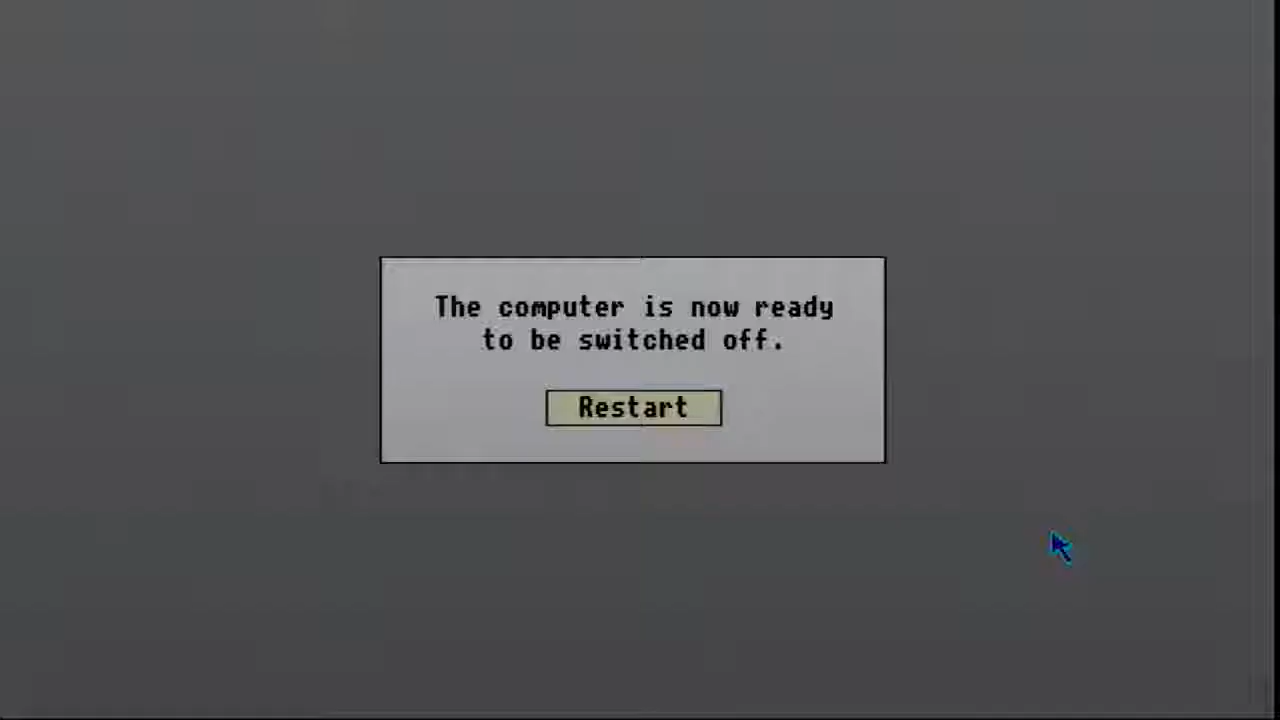 The computer is now ready
to be switched off.
Restart